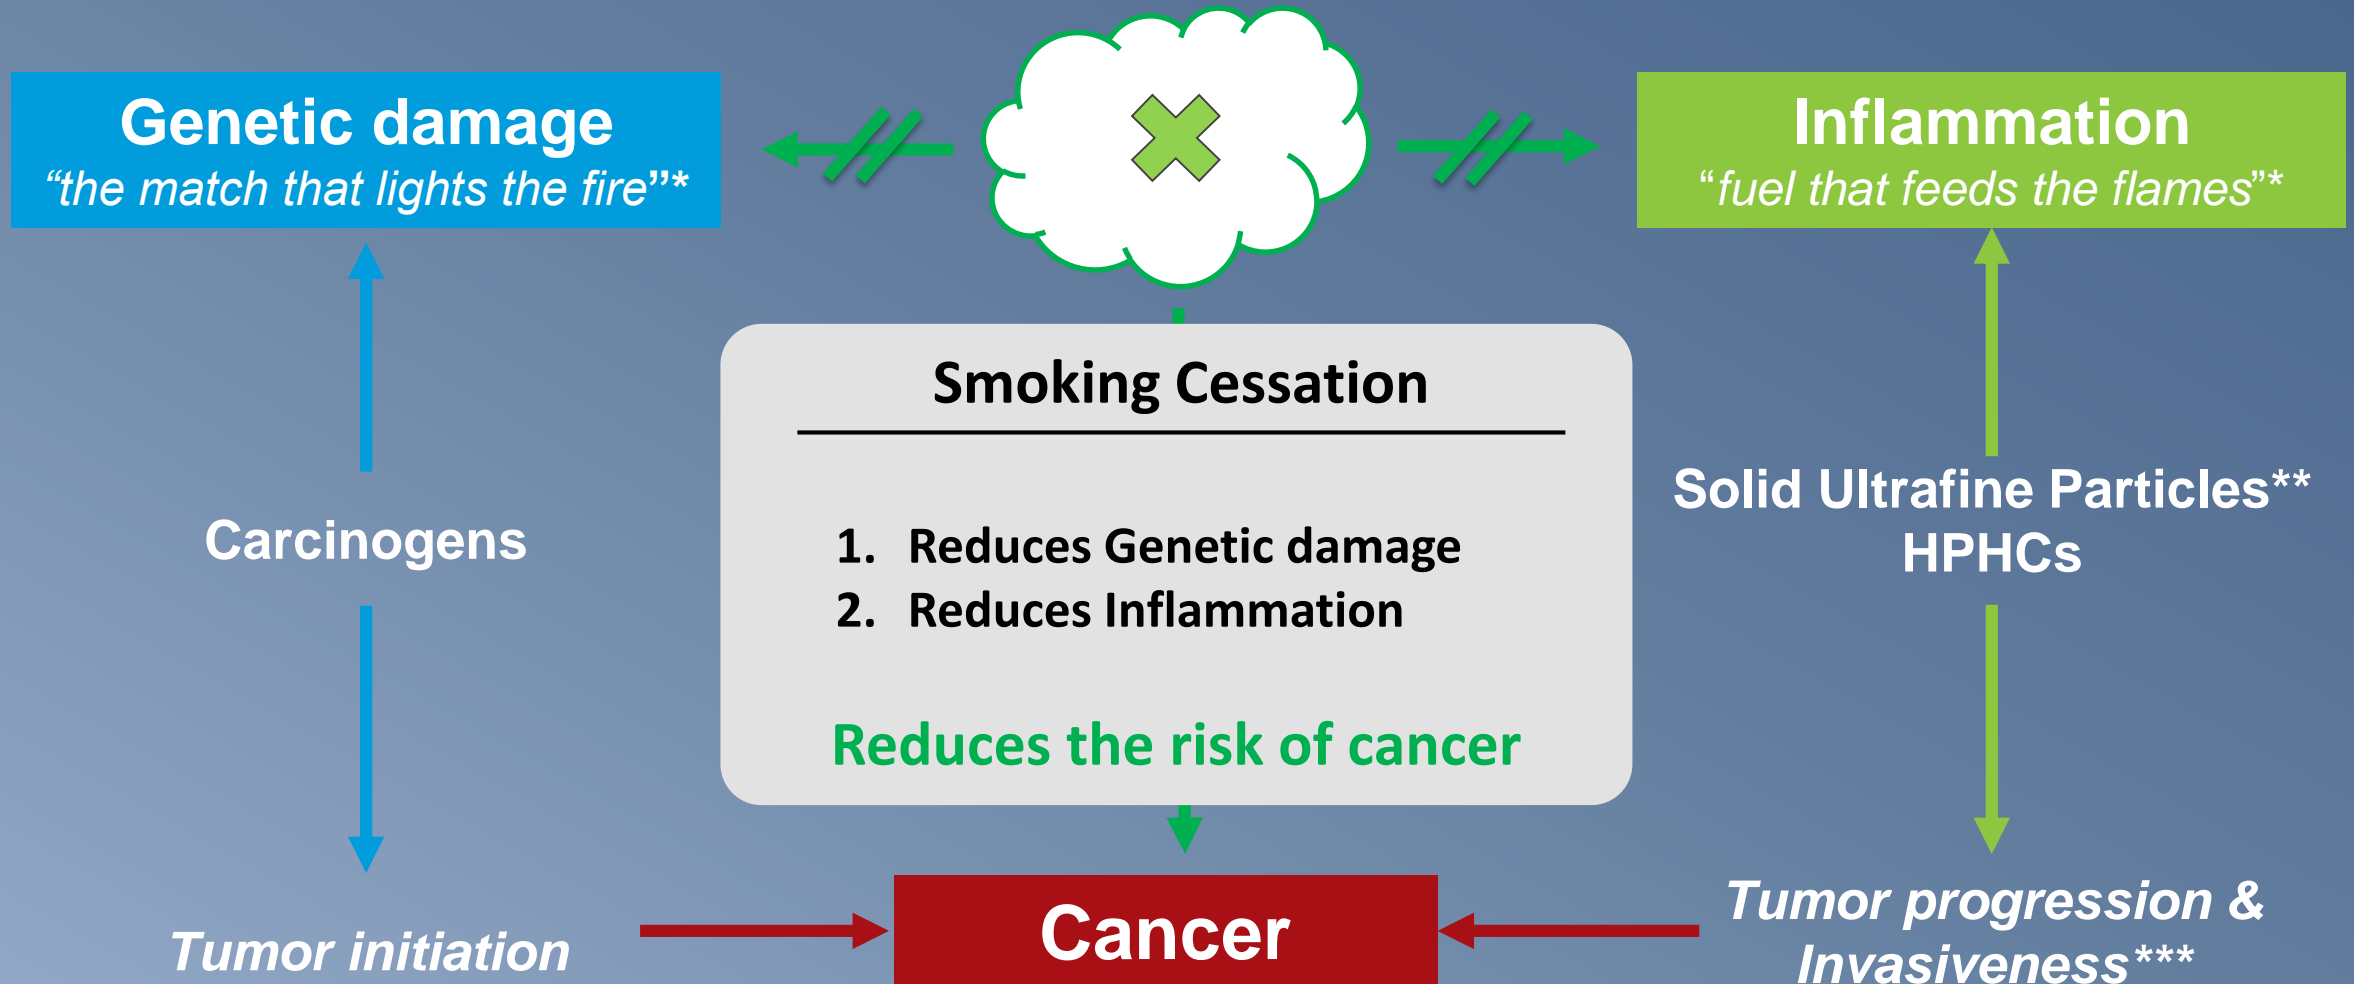 Genetic damage
“the match that lights the fire”*
Inflammation
“fuel that feeds the flames”*
Smoking Cessation
1. Reduces Genetic damage
2. Reduces Inflammation
Reduces the risk of cancer
Carcinogens
Solid Ultrafine Particles**
HPHCs
Tumor initiation
Cancer
Tumor progression &
Invasiveness***